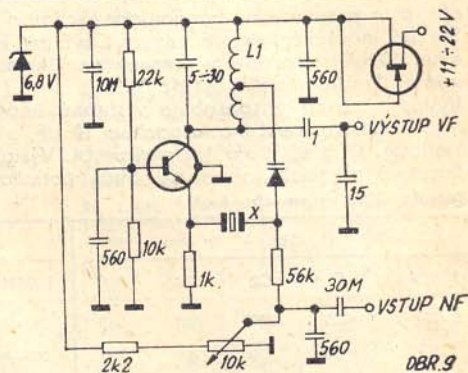 6,8V
10M
22k
5÷30
L1
560
+11÷22V
1
VÝSTUP VF
15
560
10k
X
1k
56k
30M
VSTUP NF
560
2k2
10k
DBR.9